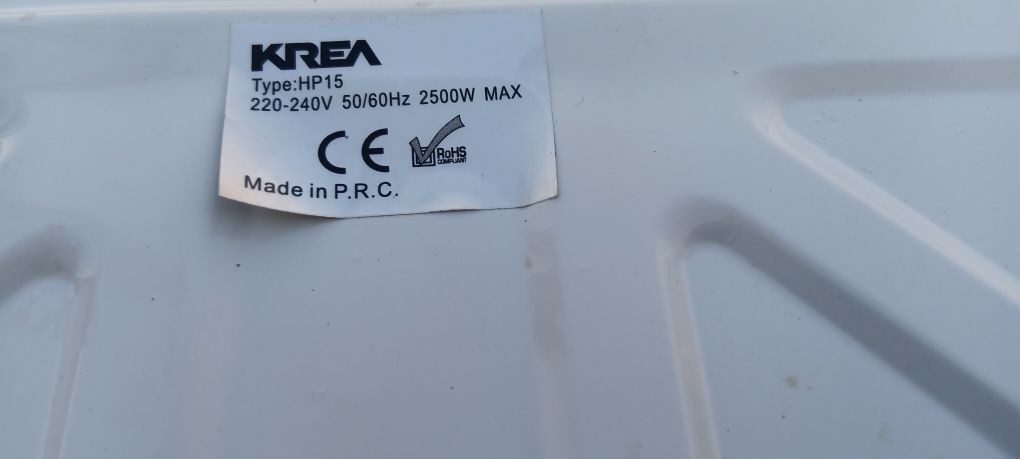 KREA
Type:HP15
220-240V 50/60Hz 2500W MAX
CE RoHS
COMPLIANT
Made in P.R.C.